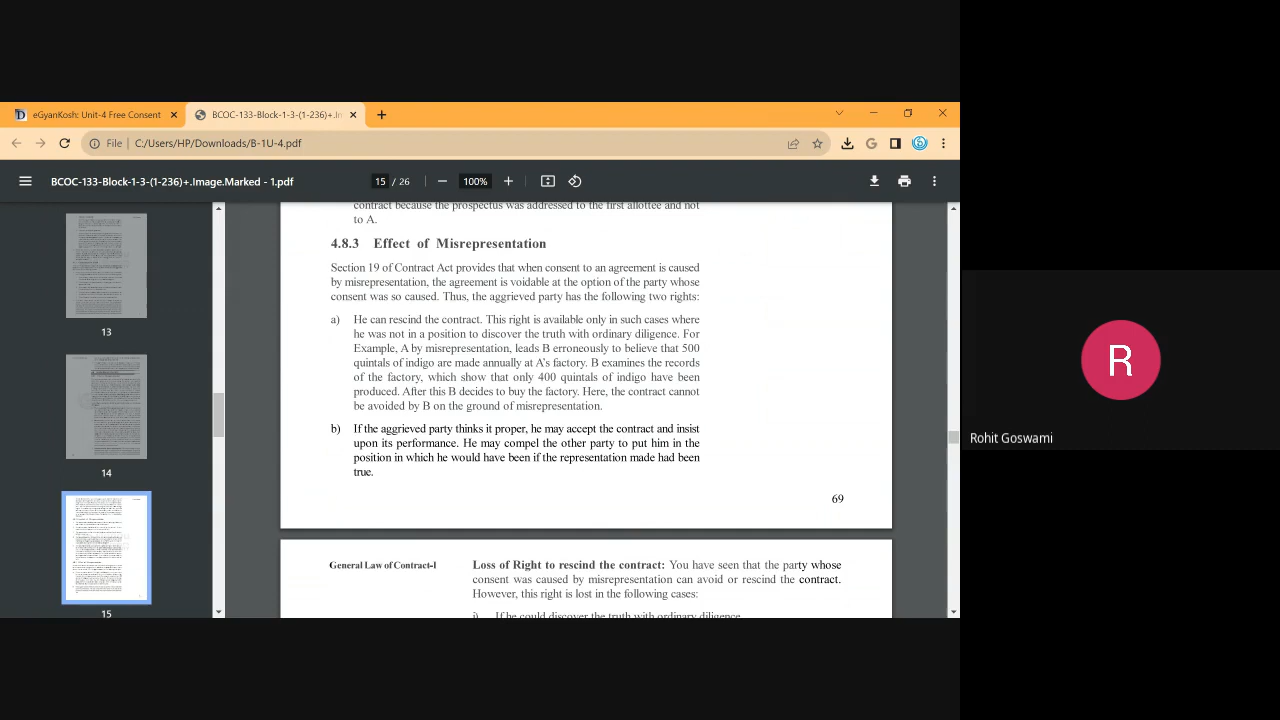 eGyanKosh: Unit-4 Free Consent
BCOC-133-Block-1-3-(1-236)+.In
File
C:/Users/HP/Downloads/B-1U-4.pdf
BCOC-133-Block-1-3-(1-236)+.Image.Marked - 1.pdf
15 / 26
100%
contract because the prospectus was addressed to the first allottee and not
to A.
4.8.3 Effect of Misrepresentation
Section 19 of Contract Act provides that when consent to an agreement is caused
by misrepresentation, the agreement is voidable at the option of the party whose
consent was so caused. Thus, the aggrieved party has the following two rights:
a) He can rescind the contract. This right is available only in such cases where
he was not in a position to discover the truth with ordinary diligence. For
Example, A by misrepresentation, leads B erroneously to believe that 500
quintals of indigo are made annually at A's factory. B examines the records
of the factory, which show that only 400 quintals of indigo have been
produced. After this B decides to buy the factory. Here, the contract cannot
be avoided by B on the ground of misrepresentation.
b) If the aggrieved party thinks it proper, he may accept the contract and insist
upon its performance. He may compel the other party to put him in the
position in which he would have been if the representation made had been
true.
69
General Law of Contract-I
Loss of Right to rescind the contract: You have seen that the party whose
consent was caused by misrepresentation can avoid or rescind the contract.
However, this right is lost in the following cases:
i) If he could discover the truth with ordinary diligence
13
14
15
R
Rohit Goswami